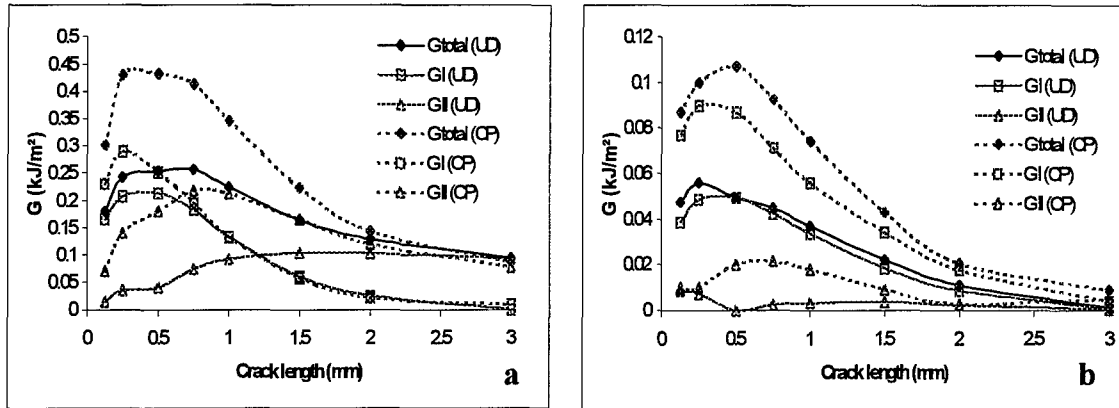 0.5
0.45
0.4
0.35
0.3
0.25
0.2
0.15
0.1
0.05
0
G (kJ/m²)
0 0.5 1 1.5 2 2.5 3
Crack length (mm)
Gtotal (UD)
GI (UD)
GII (UD)
Gtotal (CP)
GI (CP)
GII (CP)
a
0.12
0.1
0.08
0.06
0.04
0.02
0
G (kJ/m²)
0 0.5 1 1.5 2 2.5 3
Crack length (mm)
Gtotal (UD)
GI (UD)
GII (UD)
Gtotal (CP)
GI (CP)
GII (CP)
b